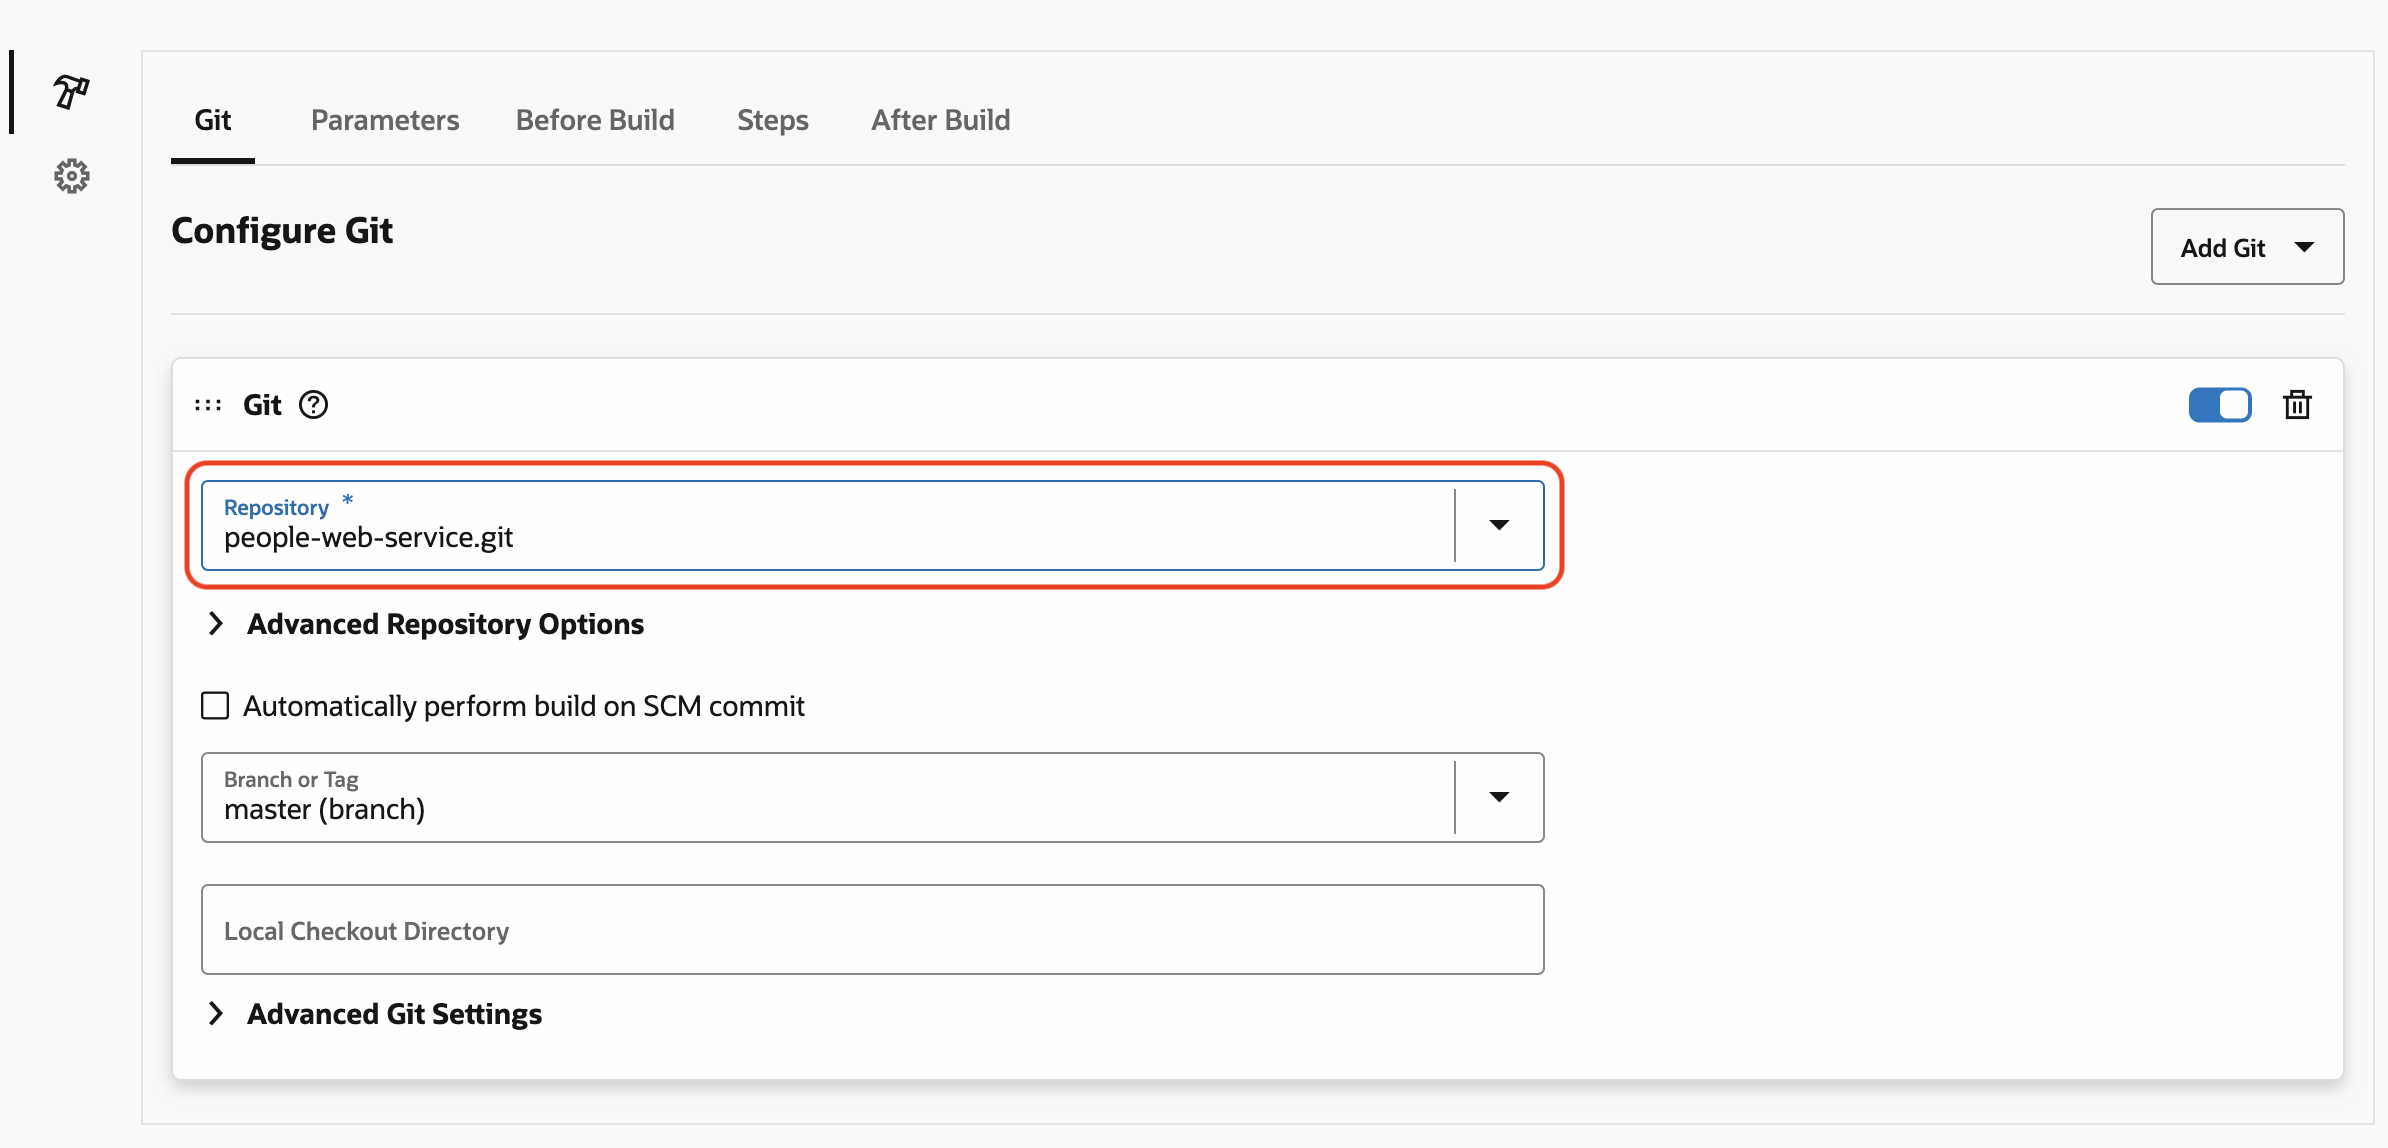 Git Parameters Before Build Steps After Build
Configure Git
Add Git
Git
Repository *
people-web-service.git
Advanced Repository Options
Automatically perform build on SCM commit
Branch or Tag
master (branch)
Local Checkout Directory
Advanced Git Settings